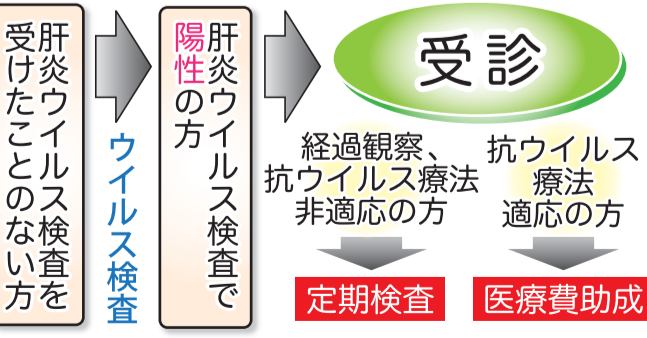 肝炎ウイルス検査を
受けたことのない方
ウイルス検査
肝炎ウイルス検査で
陽性の方
受診
経過観察、
抗ウイルス療法
非適応の方
定期検査
抗ウイルス
療法
適応の方
医療費助成